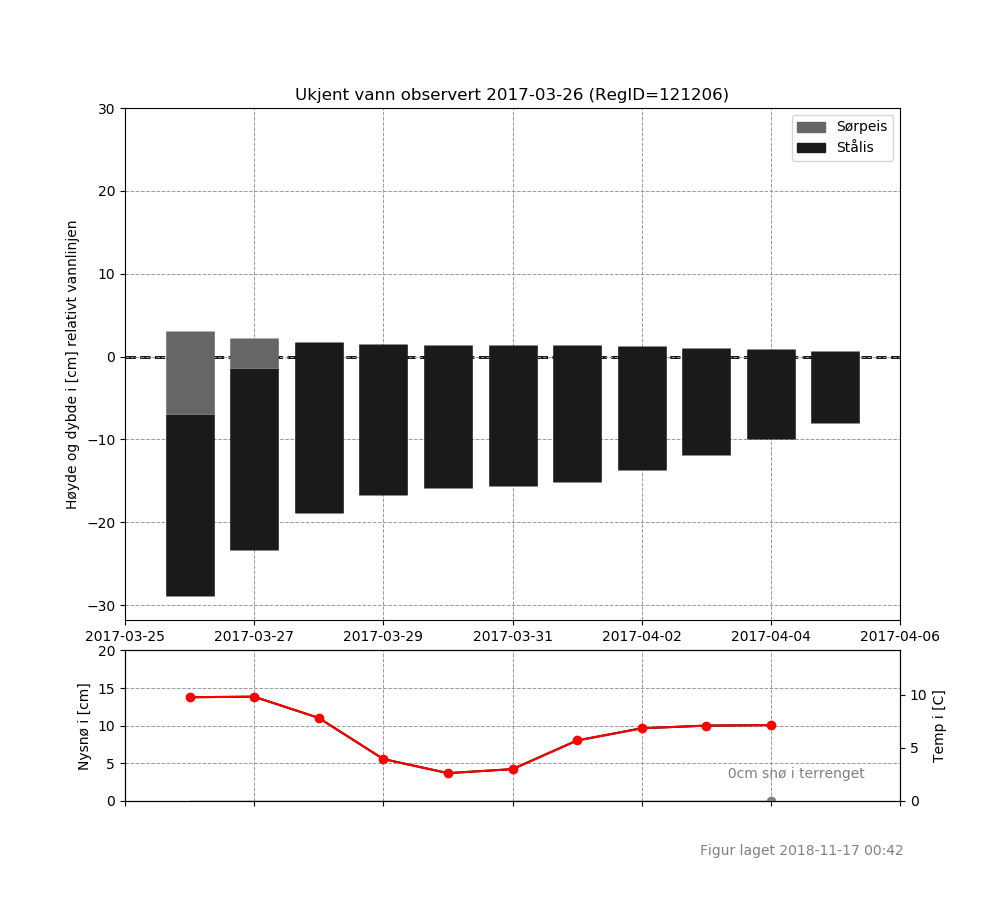 Ukjent vann observert 2017-03-26 (RegID=121206)
Sørpeis
Stålis
Høyde og dybde i [cm] relativt vannlinjen
30
20
10
0
−10
−20
−30
2017-03-25 2017-03-27 2017-03-29 2017-03-31 2017-04-02 2017-04-04 2017-04-06
Nysnø i [cm]
20
15
10
5
0
10
5
0
Temp i [C]
0cm snø i terrenget
Figur laget 2018-11-17 00:42